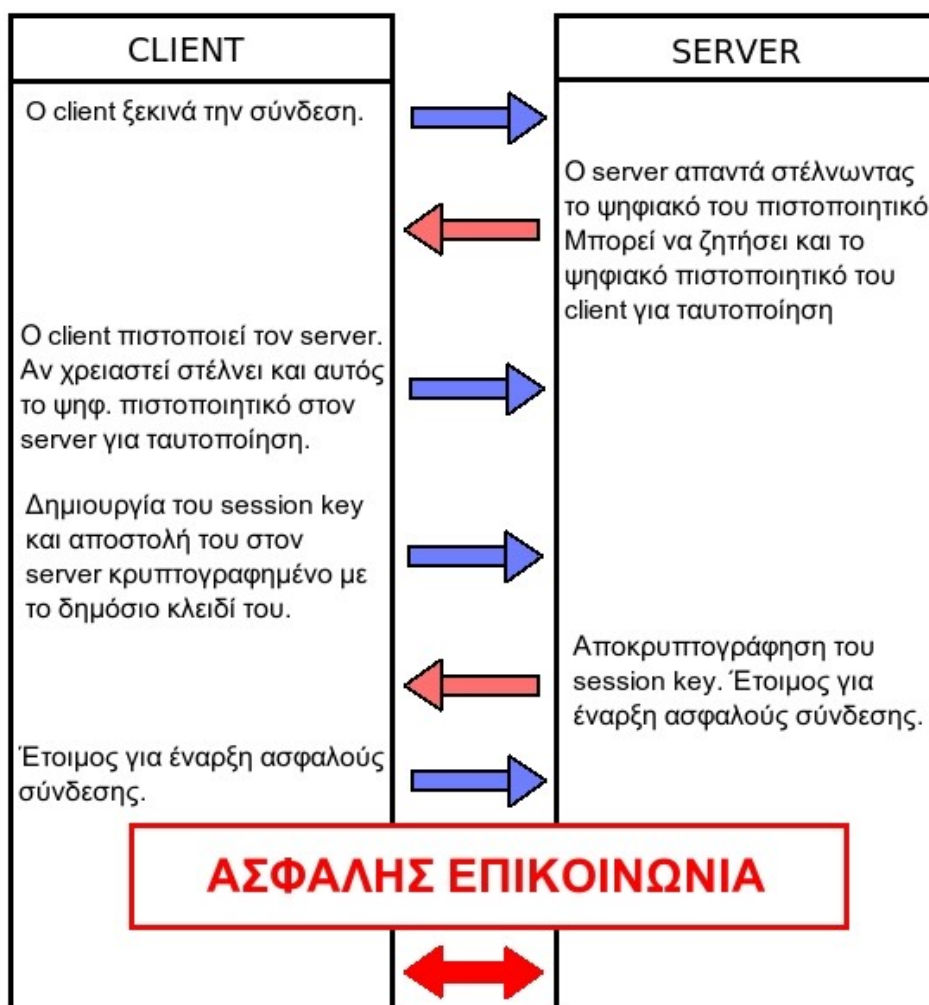 CLIENT
SERVER
Ο client ξεκινά την σύνδεση.
Ο server απαντά στέλνωντας
το ψηφιακό του πιστοποιητικό
Μπορεί να ζητήσει και το
ψηφιακό πιστοποιητικό του
client για ταυτοποίηση
Ο client πιστοποιεί τον server.
Αν χρειαστεί στέλνει και αυτός
το ψηφ. πιστοποιητικό στον
server για ταυτοποίηση.
Δημιουργία του session key
και αποστολή του στον
server κρυπτογραφημένο με
το δημόσιο κλειδί του.
Αποκρυπτογράφηση του
session key. Έτοιμος για
έναρξη ασφαλούς σύνδεσης.
Έτοιμος για έναρξη ασφαλούς
σύνδεσης.
ΑΣΦΑΛΗΣ ΕΠΙΚΟΙΝΩΝΙΑ